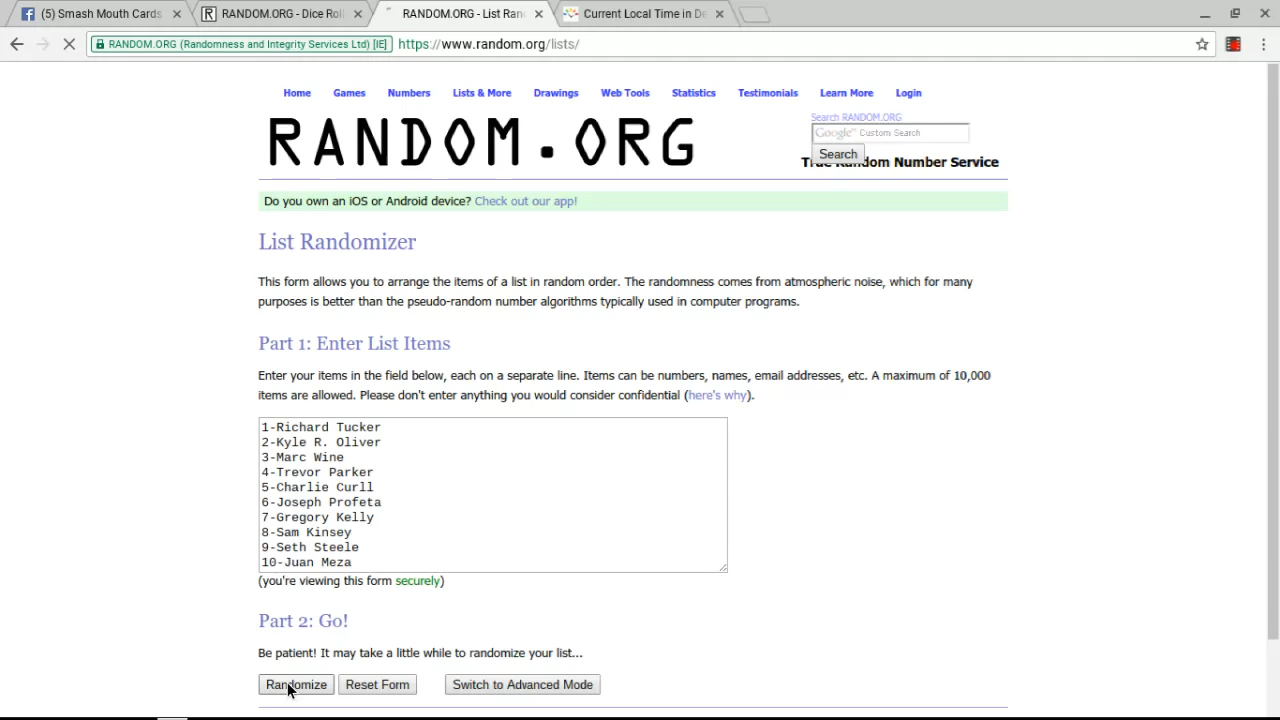 (5) Smash Mouth Cards
RANDOM.ORG - Dice Rol
RANDOM.ORG - List Ran
Current Local Time in De
RANDOM.ORG (Randomness and Integrity Services Ltd) [IE]
https://www.random.org/lists/
Home Games Numbers Lists & More Drawings Web Tools Statistics Testimonials Learn More Login
RANDOM.ORG
Search RANDOM.ORG
Google™ Custom Search
Search
True Random Number Service
Do you own an iOS or Android device? Check out our app!
List Randomizer
This form allows you to arrange the items of a list in random order. The randomness comes from atmospheric noise, which for many
purposes is better than the pseudo-random number algorithms typically used in computer programs.
Part 1: Enter List Items
Enter your items in the field below, each on a separate line. Items can be numbers, names, email addresses, etc. A maximum of 10,000
items are allowed. Please don't enter anything you would consider confidential (here's why).
1-Richard Tucker
2-Kyle R. Oliver
3-Marc Wine
4-Trevor Parker
5-Charlie Curll
6-Joseph Profeta
7-Gregory Kelly
8-Sam Kinsey
9-Seth Steele
10-Juan Meza
(you're viewing this form securely)
Part 2: Go!
Be patient! It may take a little while to randomize your list...
Randomize Reset Form Switch to Advanced Mode